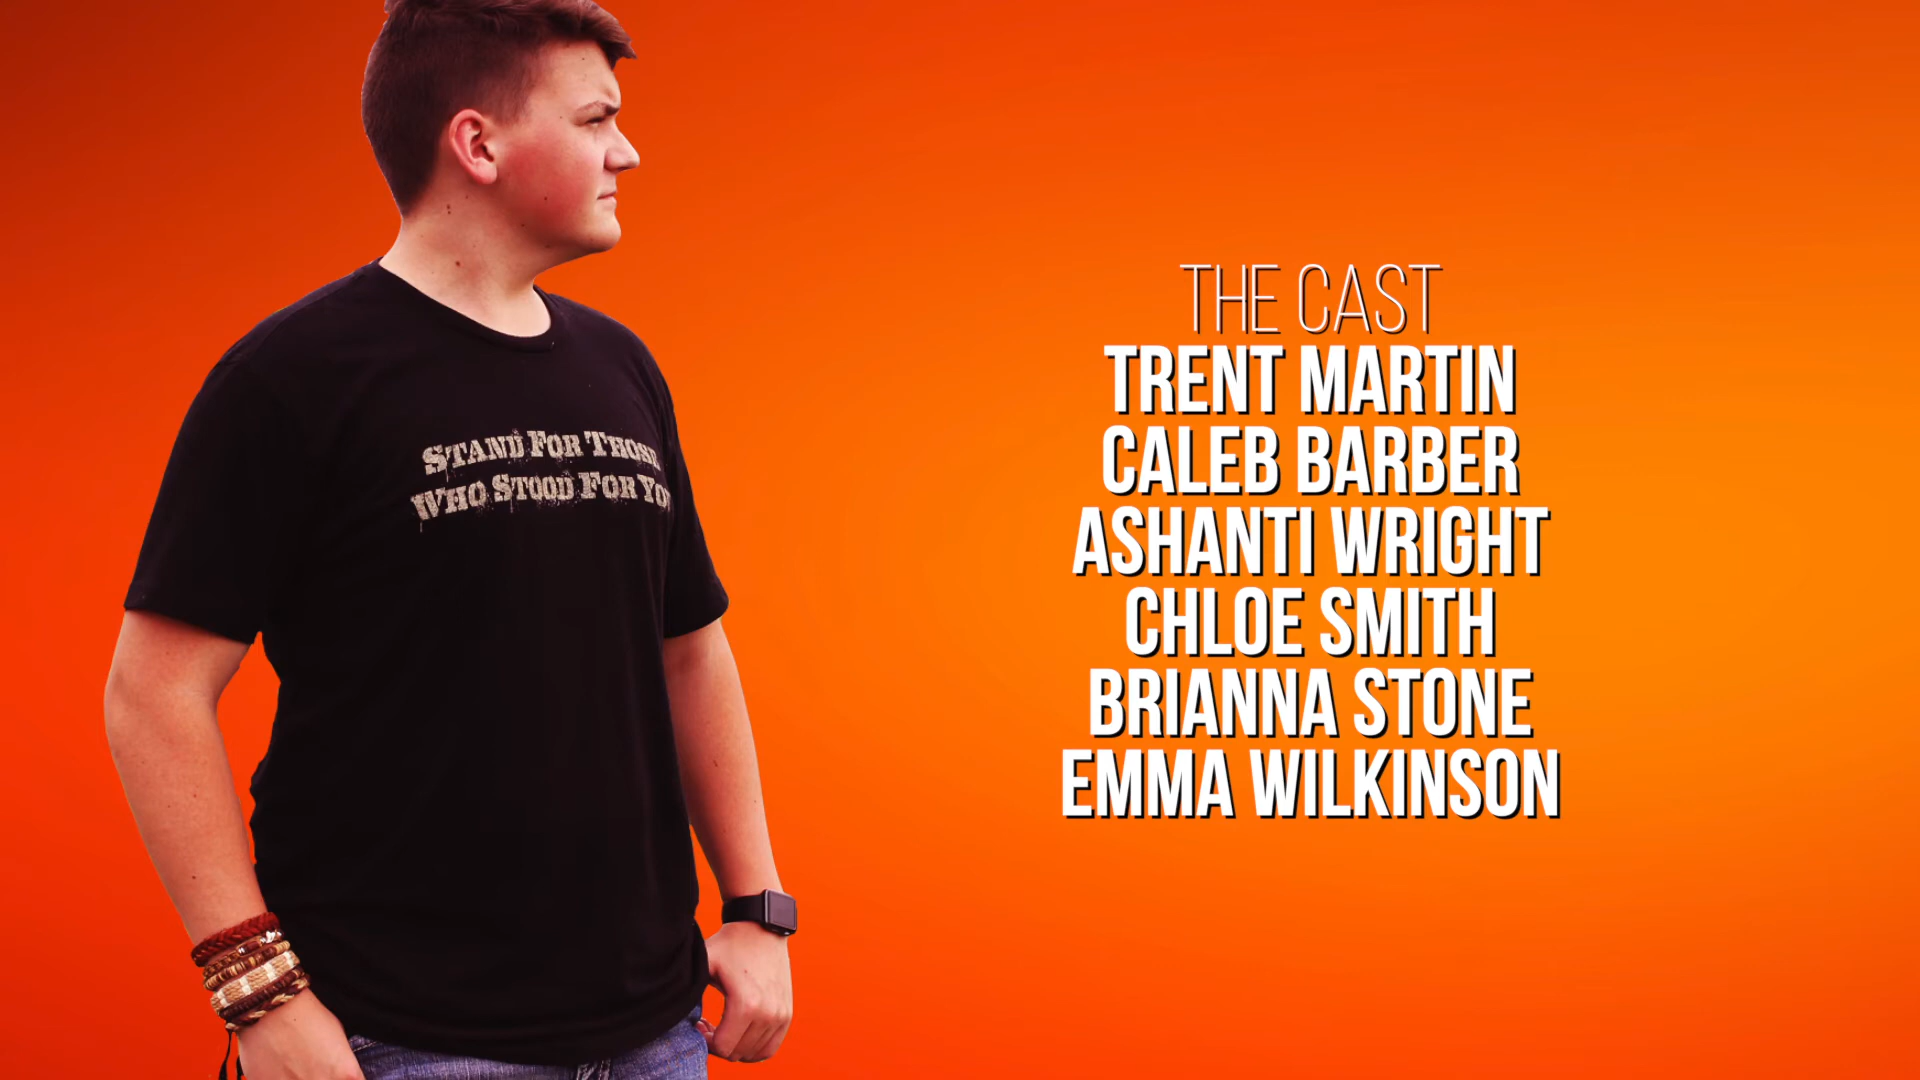 STAND FOR THOSE
WHO STOOD FOR YOU
THE CAST
TRENT MARTIN
CALEB BARBER
ASHANTI WRIGHT
CHLOE SMITH
BRIANNA STONE
EMMA WILKINSON